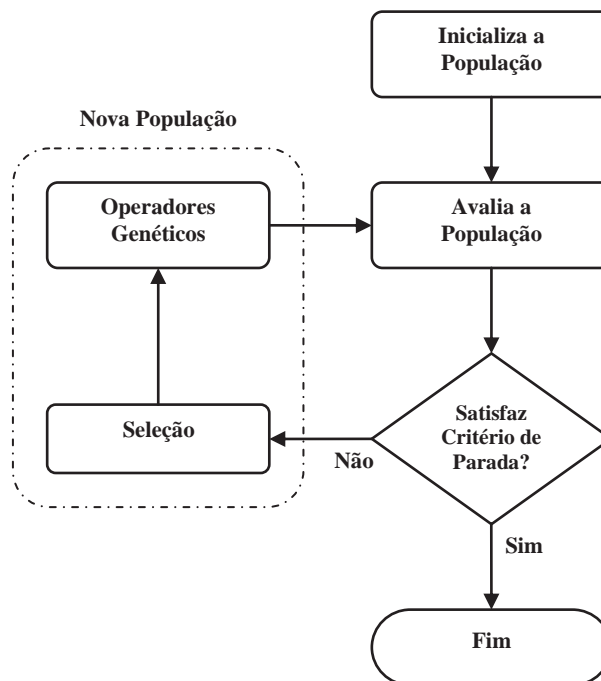 Inicializa a
População
Nova População
Operadores
Genéticos
Avalia a
População
Seleção
Satisfaz
Critério de
Parada?
Não
Sim
Fim